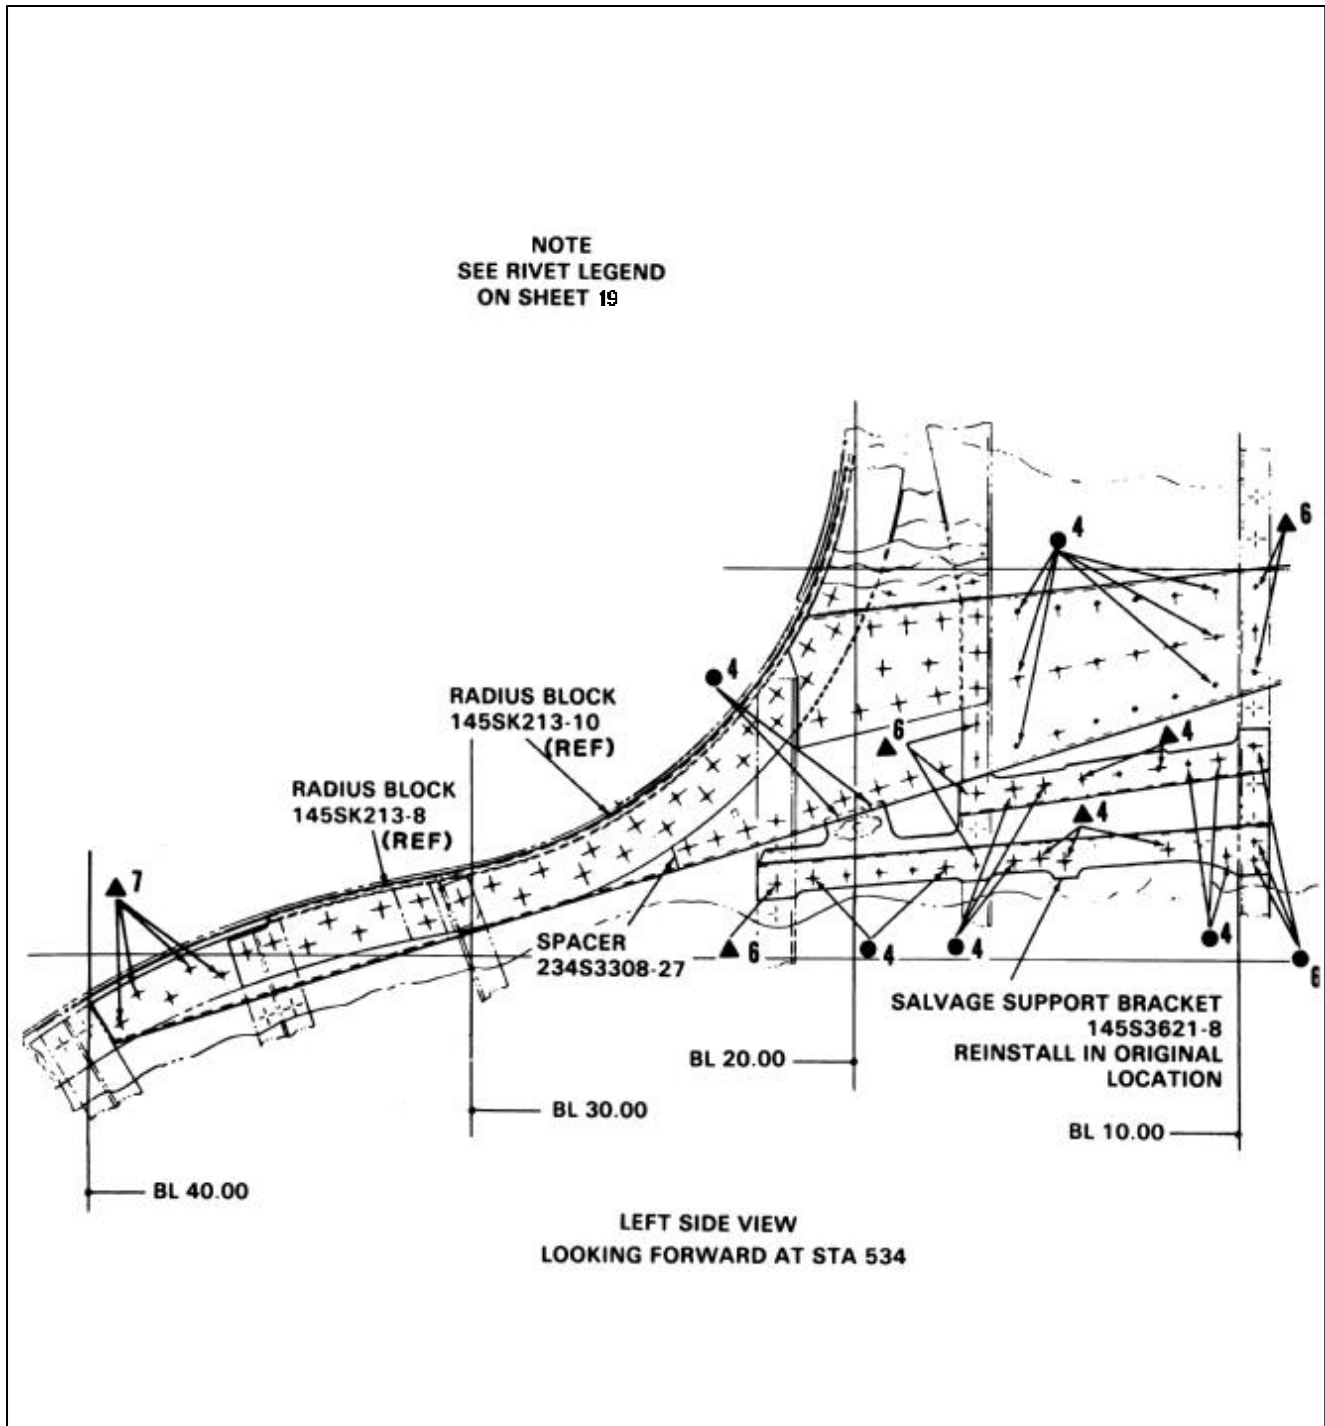 NOTE
SEE RIVET LEGEND
ON SHEET 19
6
4
4
RADIUS BLOCK
145SK213-10
(REF)
6
4
RADIUS BLOCK
145SK213-8
(REF)
4
7
SPACER
234S3308-27
6
4
4
4
6
SALVAGE SUPPORT BRACKET
145S3621-8
REINSTALL IN ORIGINAL
LOCATION
BL 20.00
BL 30.00
BL 10.00
BL 40.00
LEFT SIDE VIEW
LOOKING FORWARD AT STA 534